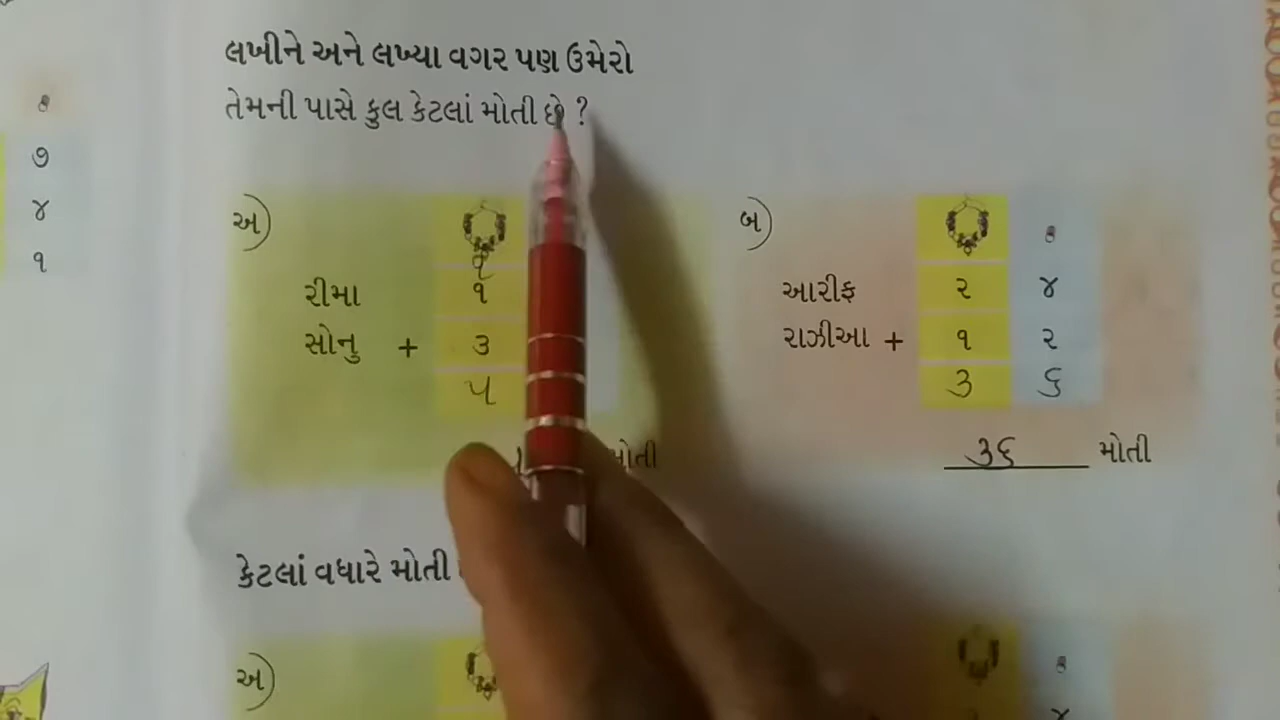 ૭
૪
૧
લખીને અને લખ્યા વગર પણ ઉમેરો
તેમની પાસે કુલ કેટલાં મોતી છે ?
અ)
૧
રીમા ૧
સોનુ + ૩
૫
મોતી
બ)
આરીફ ૨ ૪
રાઝીઆ + ૧ ૨
૩ ૬
૩૬ મોતી
કેટલાં વધારે મોતી
અ)